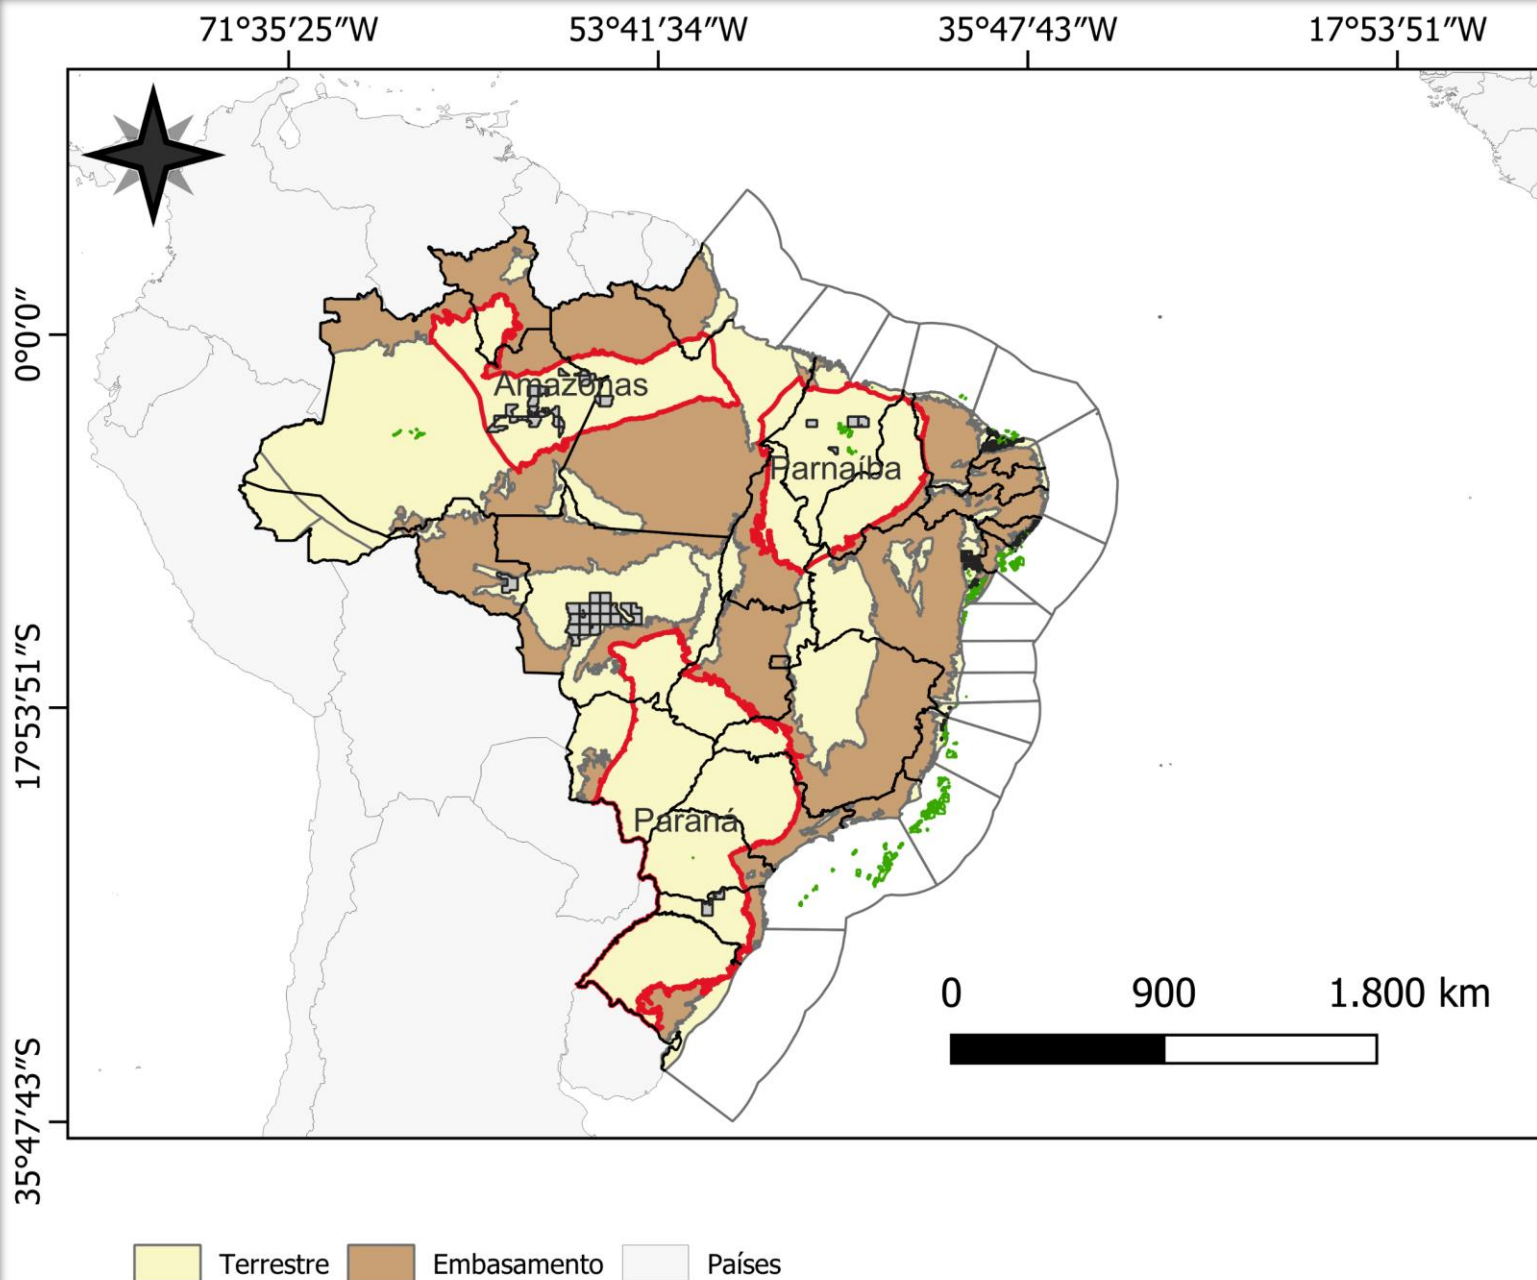 71°35′25″W 53°41′34″W 35°47′43″W 17°53′51″W
0°0′0″
Amazonas
Parnaíba
17°53′51″S
Paraná
0 900 1.800 km
35°47′43″S
Terrestre Embasamento Países